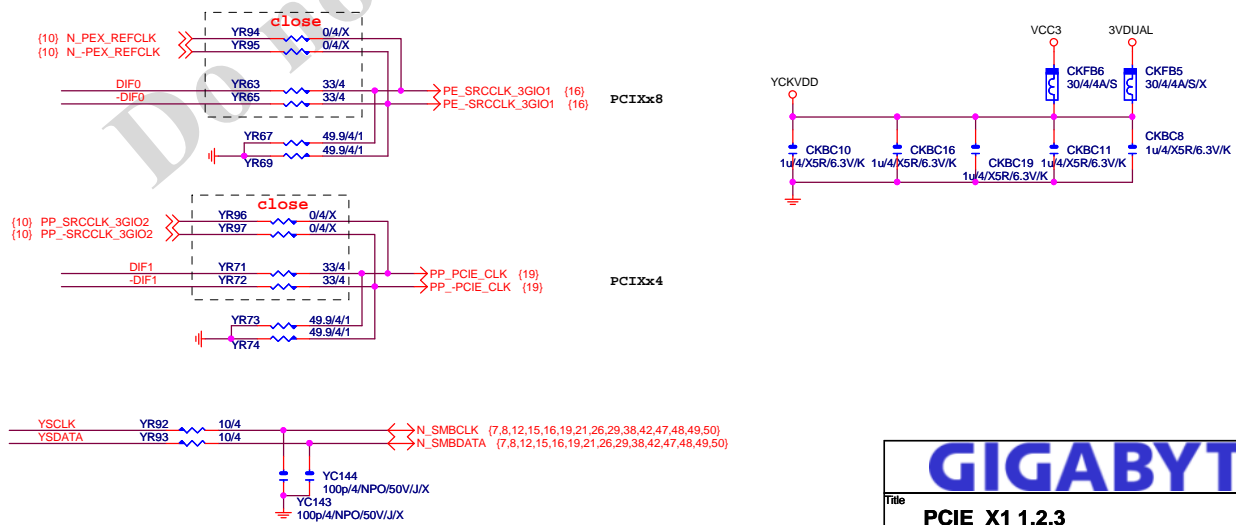 close
{10} N_PEX_REFCLK
YR94
0/4/X
{10} N_-PEX_REFCLK
YR95
0/4/X
DIF0
YR63
33/4
PE_SRCCLK_3GIO1 {16}
-DIF0
YR65
33/4
PE_-SRCCLK_3GIO1 {16}
PCIXx8
YR67
49.9/4/1
YR69
49.9/4/1
close
{10} PP_SRCCLK_3GIO2
YR96
0/4/X
{10} PP_-SRCCLK_3GIO2
YR97
0/4/X
DIF1
YR71
33/4
PP_PCIE_CLK {19}
-DIF1
YR72
33/4
PP_-PCIE_CLK {19}
PCIXx4
YR73
49.9/4/1
YR74
49.9/4/1
YSCLK
YR92
10/4
N_SMBCLK {7,8,12,15,16,19,21,26,29,38,42,47,48,49,50}
YSDATA
YR93
10/4
N_SMBDATA {7,8,12,15,16,19,21,26,29,38,42,47,48,49,50}
YC144
100p/4/NPO/50V/J/X
YC143
100p/4/NPO/50V/J/X
VCC3
3VDUAL
YCKVDD
CKFB6
30/4/4A/S
CKFB5
30/4/4A/S/X
CKBC10
1u/4/X5R/6.3V/K
CKBC16
1u/4/X5R/6.3V/K
CKBC19
1u/4/X5R/6.3V/K
CKBC11
1u/4/X5R/6.3V/K
CKBC8
1u/4/X5R/6.3V/K
GIGABYT
Title
PCIE X1 1,2,3
Do no